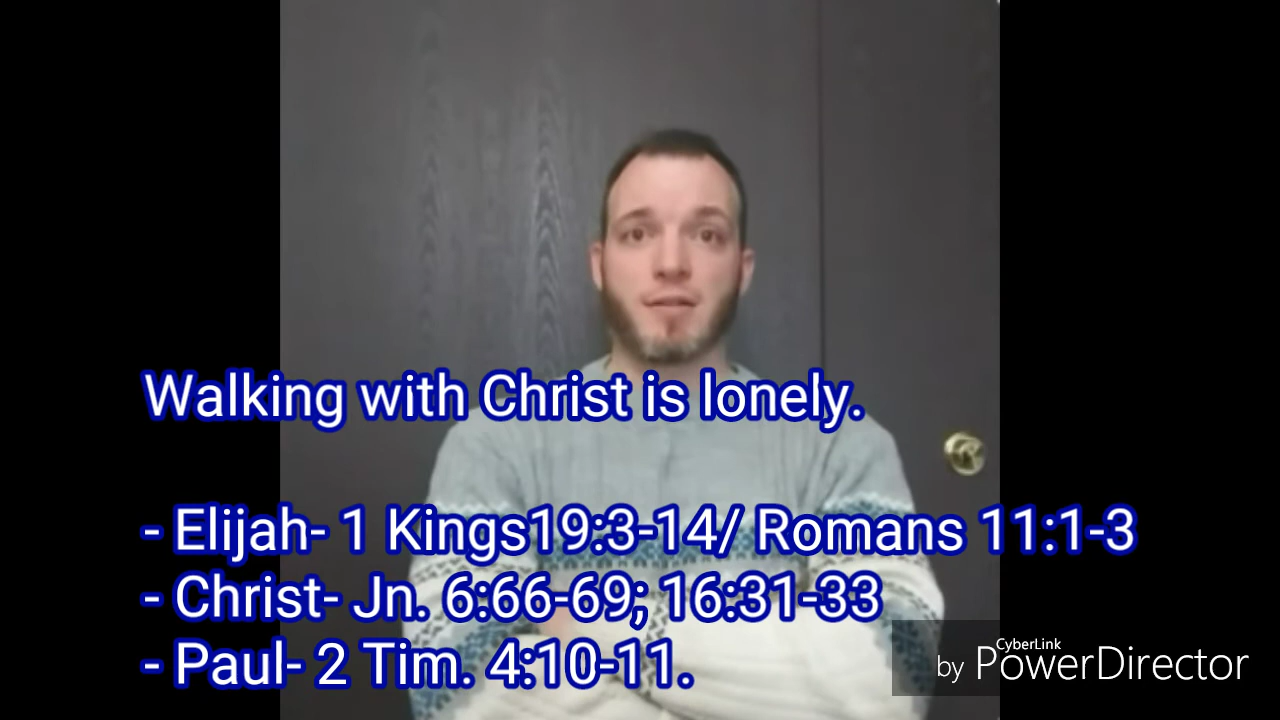 Walking with Christ is lonely.
- Elijah- 1 Kings19:3-14/ Romans 11:1-3
- Christ- Jn. 6:66-69; 16:31-33
- Paul- 2 Tim. 4:10-11.
CyberLink
by PowerDirector